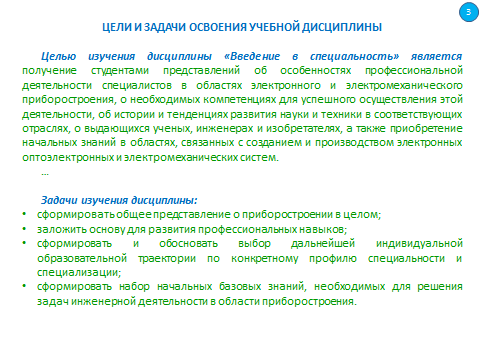 3
ЦЕЛИ И ЗАДАЧИ ОСВОЕНИЯ УЧЕБНОЙ ДИСЦИПЛИНЫ
Целью изучения дисциплины «Введение в специальность» является
получение студентами представлений об особенностях профессиональной
деятельности специалистов в областях электронного и электромеханического
приборостроения, о необходимых компетенциях для успешного осуществления этой
деятельности, об истории и тенденциях развития науки и техники в соответствующих
отраслях, о выдающихся ученых, инженерах и изобретателях, а также приобретение
начальных знаний в областях, связанных с созданием и производством электронных
оптоэлектронных и электромеханических систем.
...
Задачи изучения дисциплины:
• сформировать общее представление о приборостроении в целом;
• заложить основу для развития профессиональных навыков;
• сформировать и обосновать выбор дальнейшей индивидуальной
образовательной траектории по конкретному профилю специальности и
специализации;
• сформировать набор начальных базовых знаний, необходимых для решения
задач инженерной деятельности в области приборостроения.